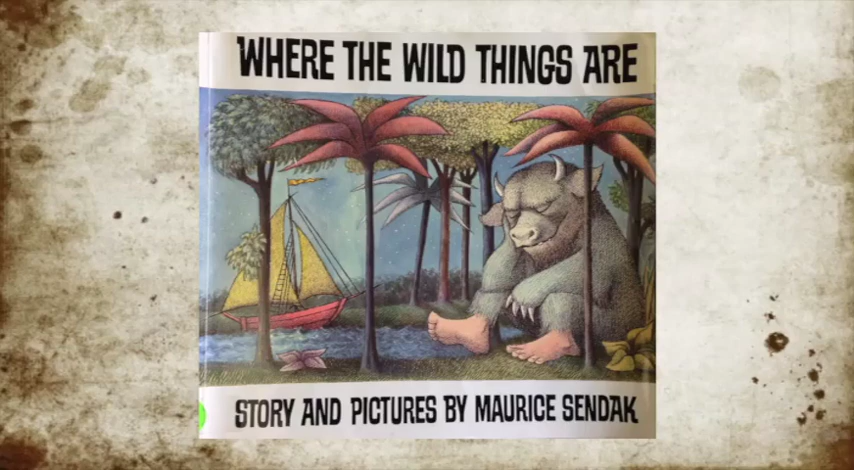 WHERE THE WILD THINGS ARE
STORY AND PICTURES BY MAURICE SENDAK